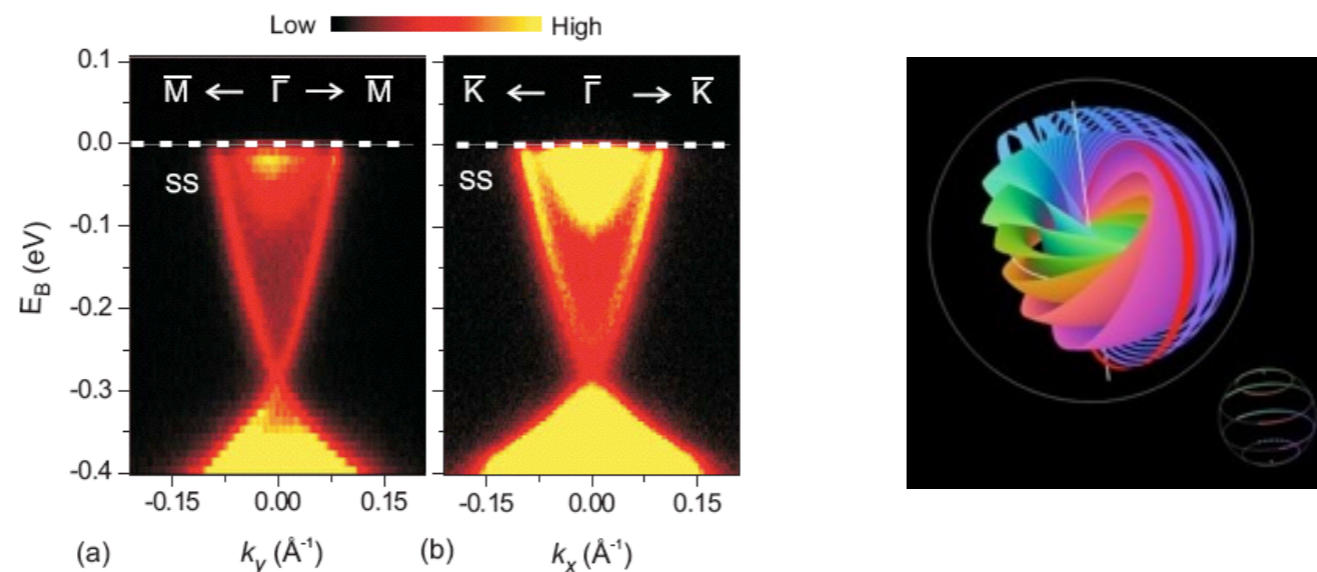 Low High
0.1
0.0
-0.1
-0.2
-0.3
-0.4
E_B (eV)
M̅ ← Γ̅ → M̅
SS
-0.15 0.00 0.15
(a) k_y (Å⁻¹)
K̅ ← Γ̅ → K̅
SS
-0.15 0.00 0.15
(b) k_x (Å⁻¹)